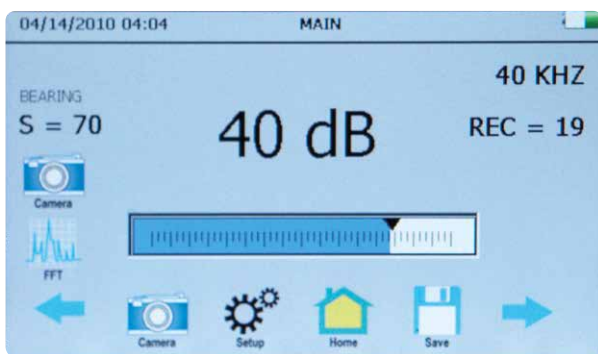 04/14/2010 04:04 MAIN
40 KHZ
BEARING
S = 70
40 dB
REC = 19
Camera
FFT
Camera Setup Home Save